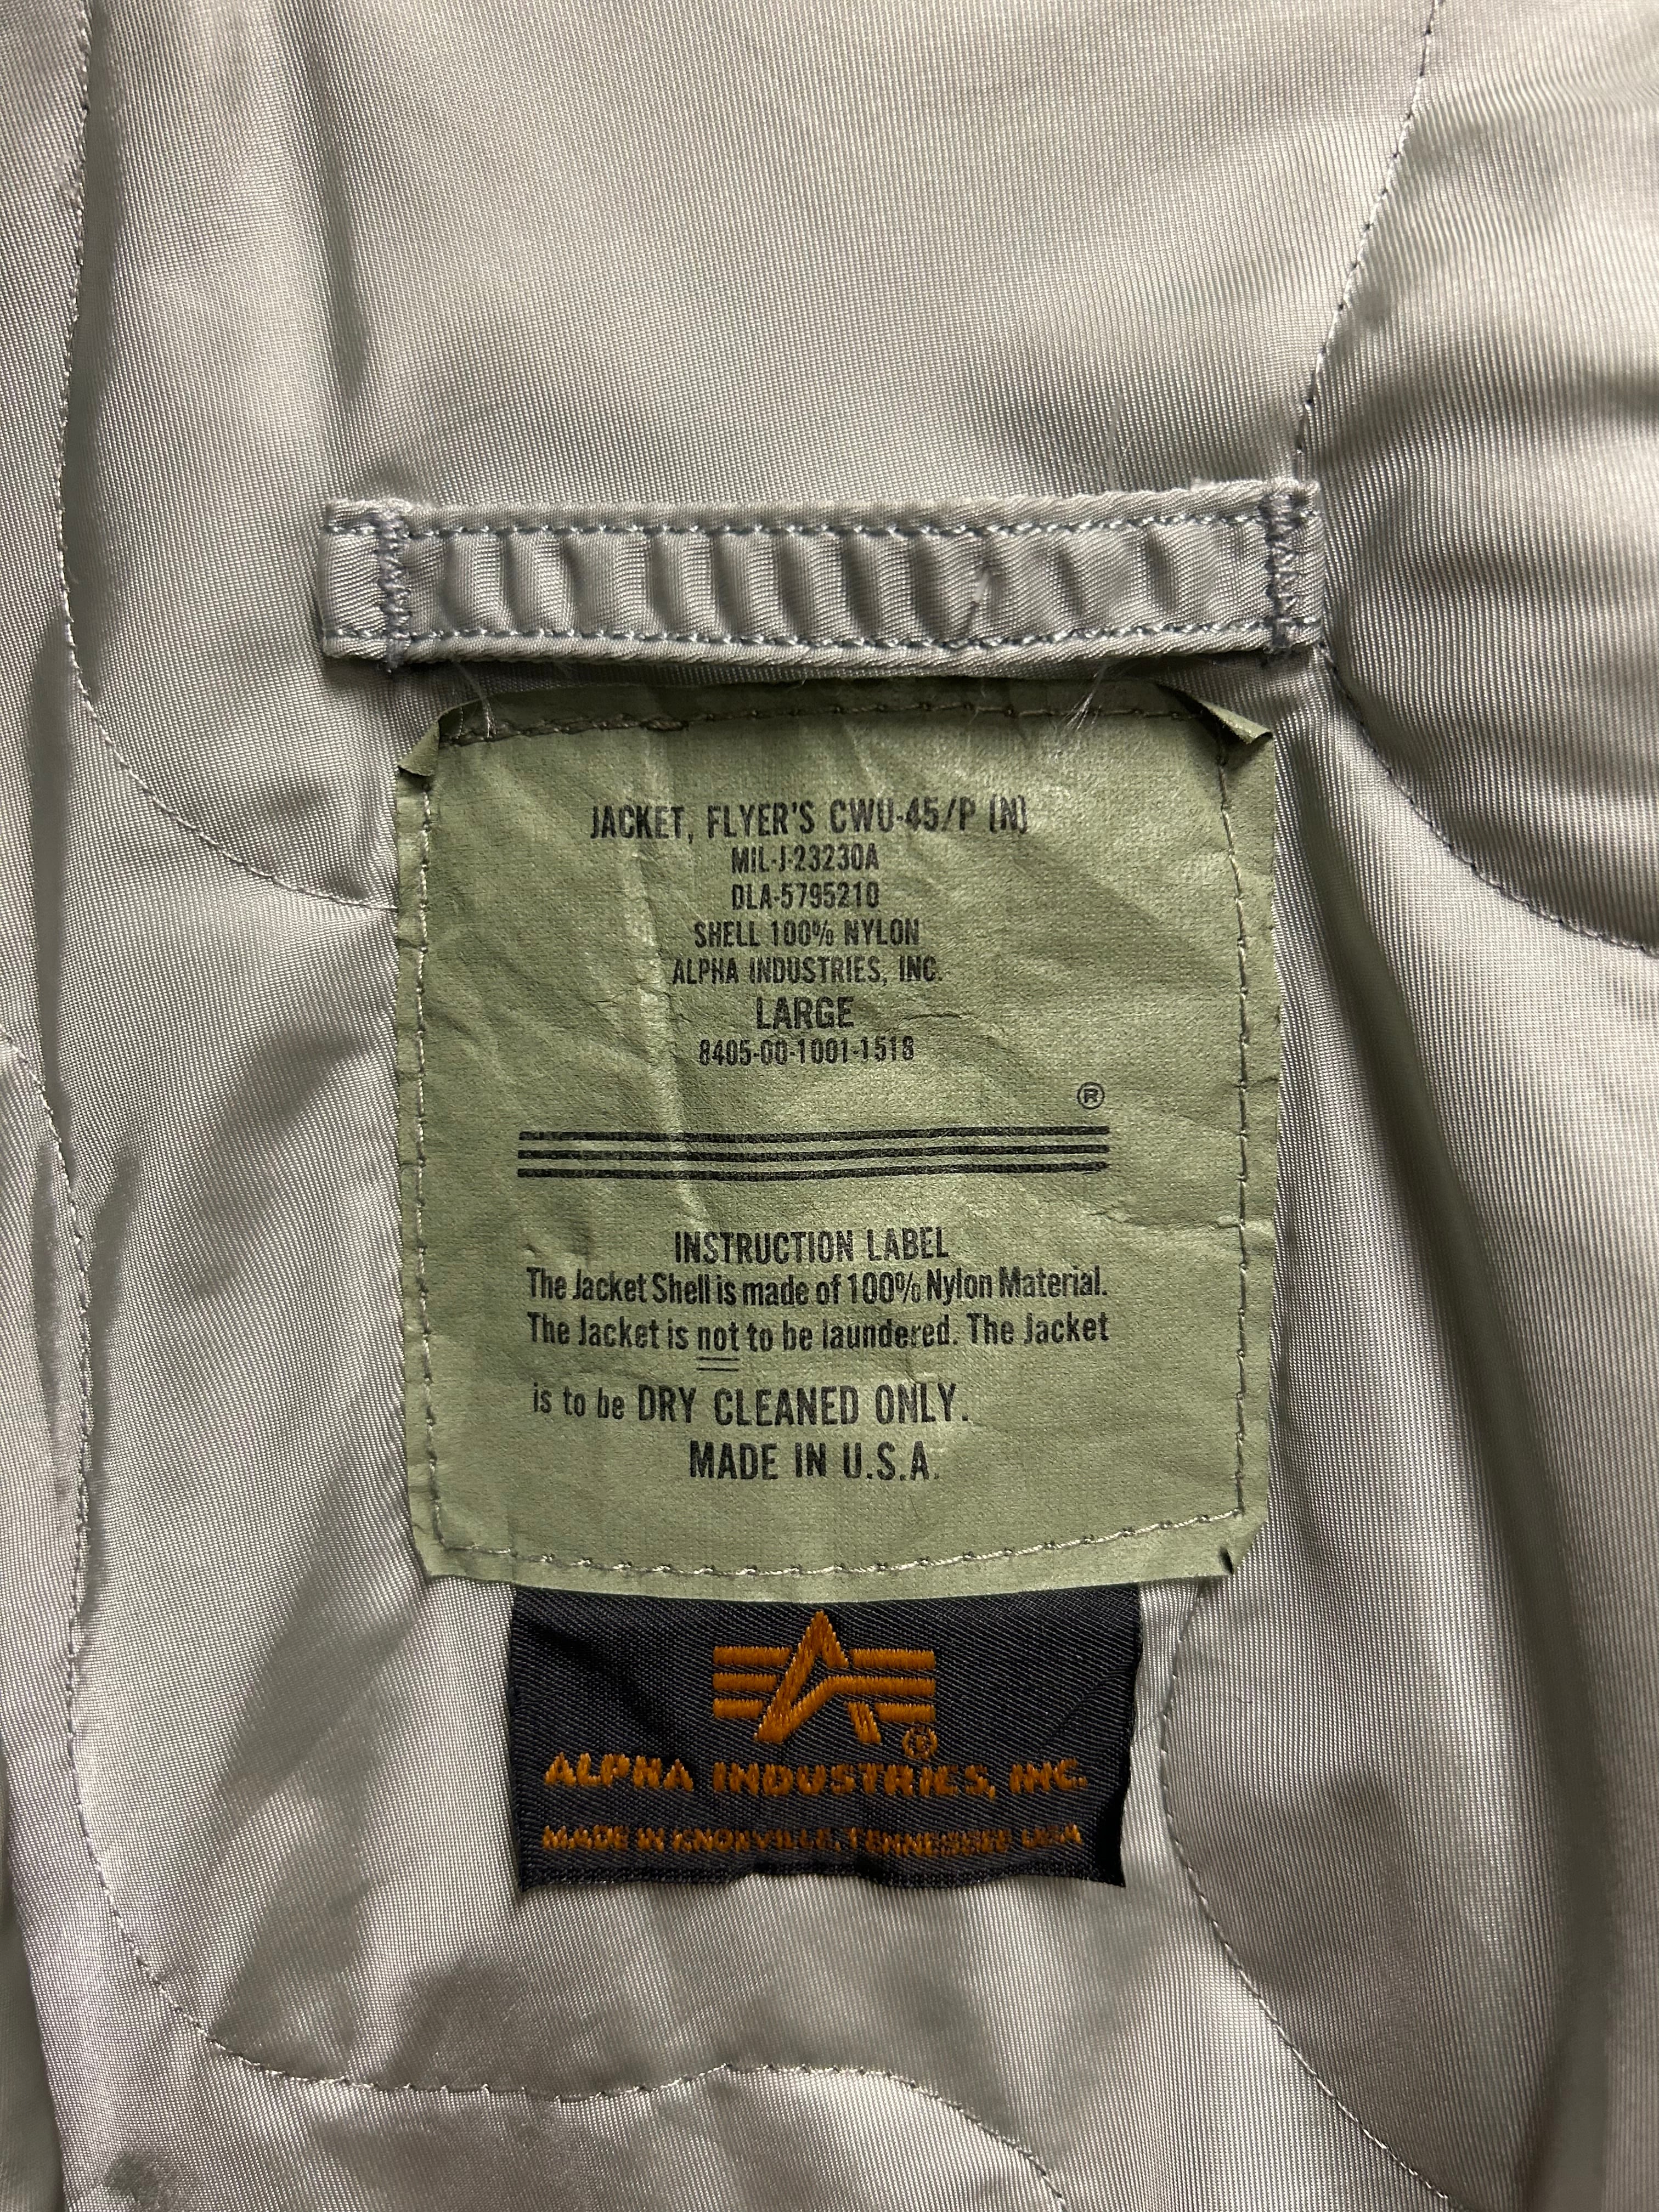 JACKET, FLYER'S CWU-45/P (N)
MIL-J-23230A
DLA-5795210
SHELL 100% NYLON
ALPHA INDUSTRIES, INC.
LARGE
8405-00-1001-1518
®
INSTRUCTION LABEL
The Jacket Shell is made of 100% Nylon Material.
The Jacket is not to be laundered. The Jacket
is to be DRY CLEANED ONLY.
MADE IN U.S.A.
®
ALPHA INDUSTRIES, INC.
MADE IN KNOXVILLE, TENNESSEE USA